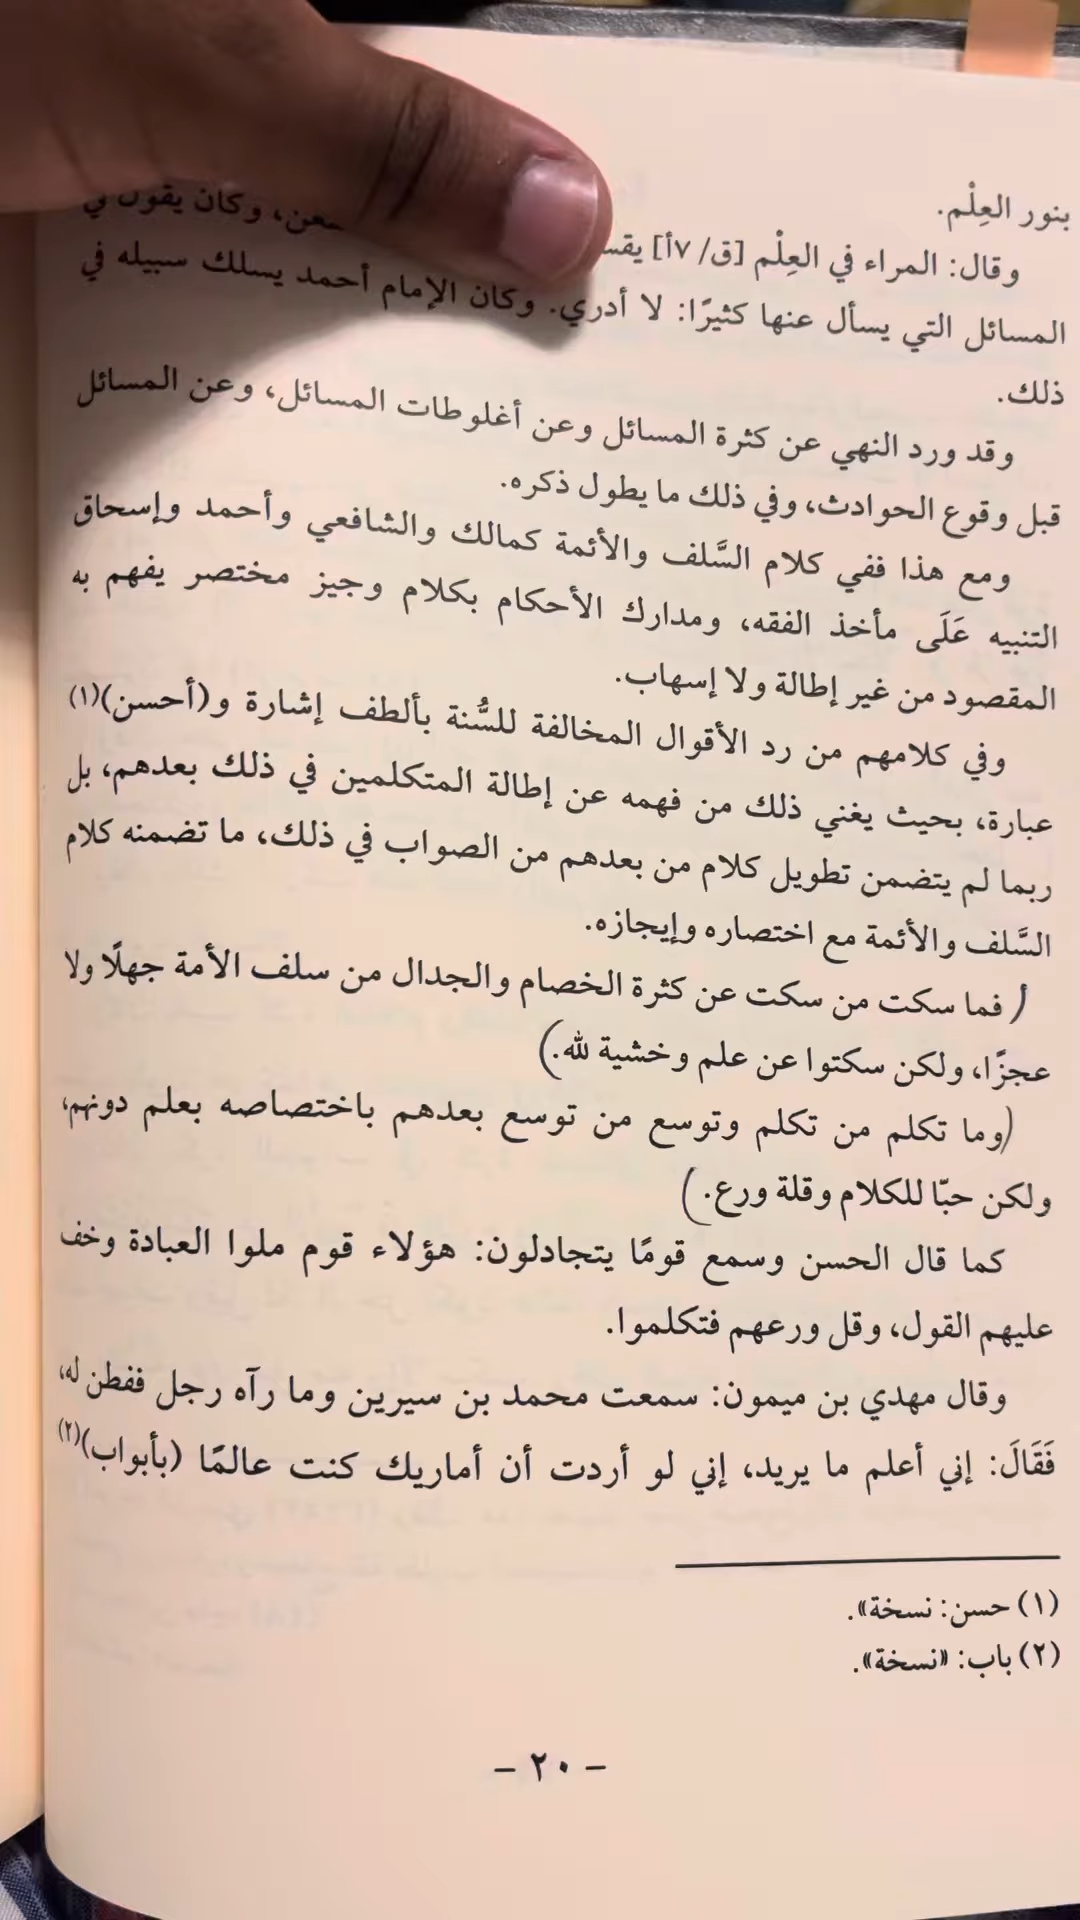 بنور العِلْم.
وقال: المراء في العِلْم [ق/ ٧أ] وكان يقول في
المسائل التي يسأل عنها كثيرًا: لا أدري. وكان الإمام أحمد يسلك سبيله في
ذلك.
وقد ورد النهي عن كثرة المسائل وعن أغلوطات المسائل، وعن المسائل
قبل وقوع الحوادث، وفي ذلك ما يطول ذكره.
ومع هذا ففي كلام السَّلف والأئمة كمالك والشافعي وأحمد وإسحاق
التنبيه عَلَى مأخذ الفقه، ومدارك الأحكام بكلام وجيز مختصر يفهم به
المقصود من غير إطالة ولا إسهاب.
وفي كلامهم من رد الأقوال المخالفة للسُّنة بألطف إشارة و(أحسن)(١)
عبارة، بحيث يغني ذلك من فهمه عن إطالة المتكلمين في ذلك بعدهم، بل
ربما لم يتضمن تطويل كلام من بعدهم من الصواب في ذلك، ما تضمنه كلام
السَّلف والأئمة مع اختصاره وإيجازه.
( فما سكت من سكت عن كثرة الخصام والجدال من سلف الأمة جهلًا ولا
عجزًا، ولكن سكتوا عن علم وخشية لله.)
(وما تكلم من تكلم وتوسع من توسع بعدهم باختصاصه بعلم دونهم،
ولكن حبّا للكلام وقلة ورع.)
كما قال الحسن وسمع قومًا يتجادلون: هؤلاء قوم ملوا العبادة وخف
عليهم القول، وقل ورعهم فتكلموا.
وقال مهدي بن ميمون: سمعت محمد بن سيرين وما رآه رجل ففطن له،
فَقَالَ: إني أعلم ما يريد، إني لو أردت أن أماريك كنت عالمًا (بأبواب)(٢)
(١) حسن: نسخة».
(٢) باب: «نسخة».
- ٢٠ -